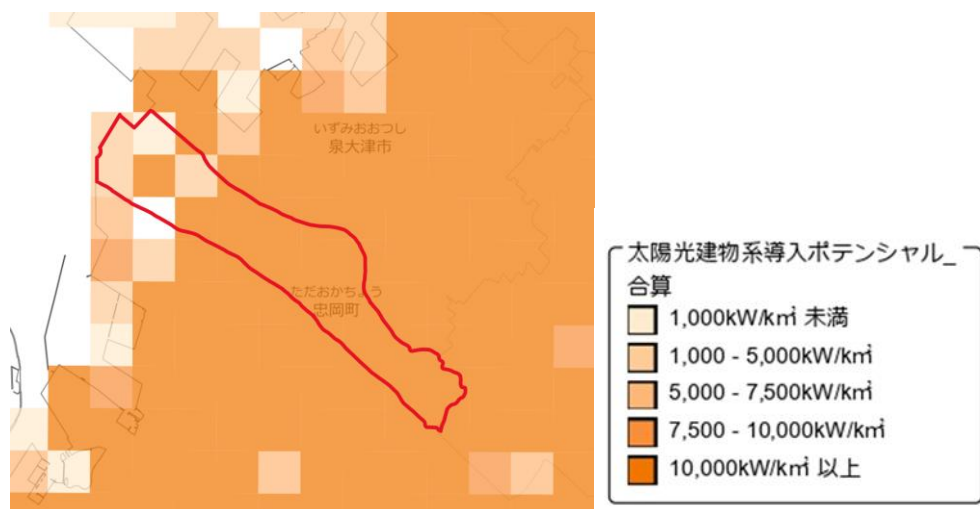 いずみおおつし
泉大津市
ただおかちょう
忠岡町
太陽光建物系導入ポテンシャル_
合算
1,000kW/k㎡ 未満
1,000 - 5,000kW/k㎡
5,000 - 7,500kW/k㎡
7,500 - 10,000kW/k㎡
10,000kW/k㎡ 以上